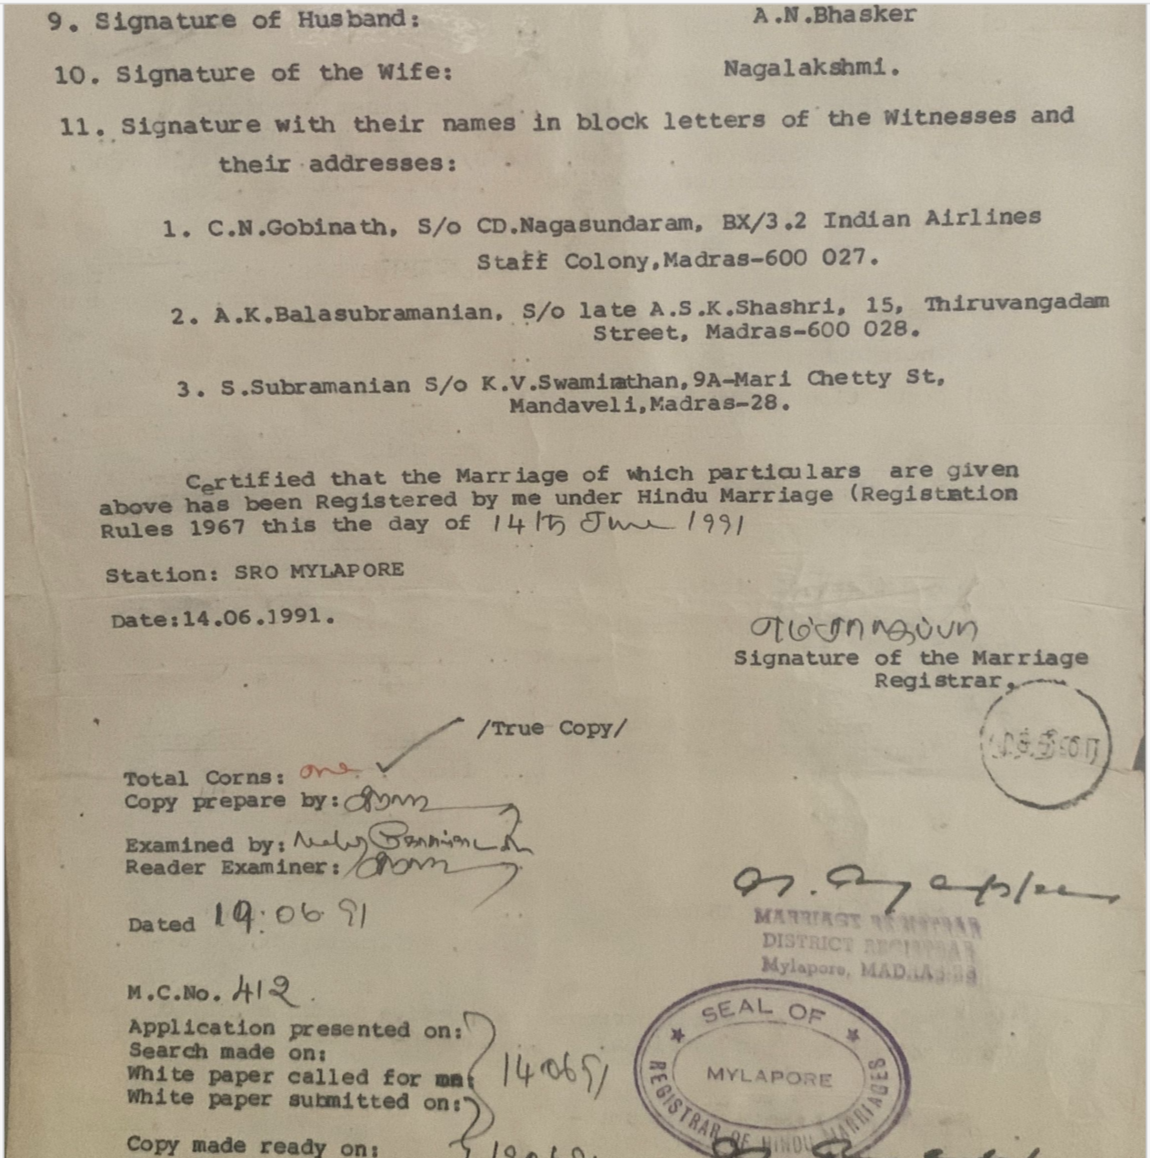 9. Signature of Husband: A.N.Bhasker
10. Signature of the Wife: Nagalakshmi.
11. Signature with their names in block letters of the Witnesses and
their addresses:
1. C.N.Gobinath, S/o CD.Nagasundaram, BX/3.2 Indian Airlines
Staff Colony,Madras-600 027.
2. A.K.Balasubramanian, S/o late A.S.K.Shashri, 15, Thiruvangadam
Street, Madras-600 028.
3. S.Subramanian S/o K.V.Swaminathan,9A-Mari Chetty St,
Mandaveli,Madras-28.
Certified that the Marriage of which particulars are given
above has been Registered by me under Hindu Marriage (Registration
Rules 1967 this the day of 14th June 1991
Station: SRO MYLAPORE
Date:14.06.1991.
Signature of the Marriage
Registrar.
/True Copy/
Total Corns: one
Copy prepare by:
Examined by:
Reader Examiner:
Dated 19.06 91
MARRIAGE REGISTRAR
DISTRICT REGISTRAR
Mylapore, MADRAS
M.C.No. 412.
Application presented on:
Search made on:
White paper called for on: 14.06 91
White paper submitted on:
SEAL OF
MYLAPORE
REGISTRAR OF HINDU MARRIAGES
Copy made ready on: